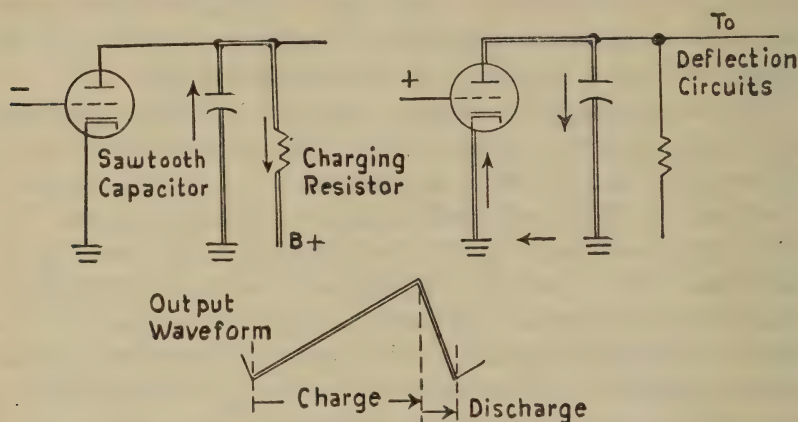 −
Sawtooth
Capacitor
Charging
Resistor
B+
+
To
Deflection
Circuits
Output
Waveform
Charge
Discharge